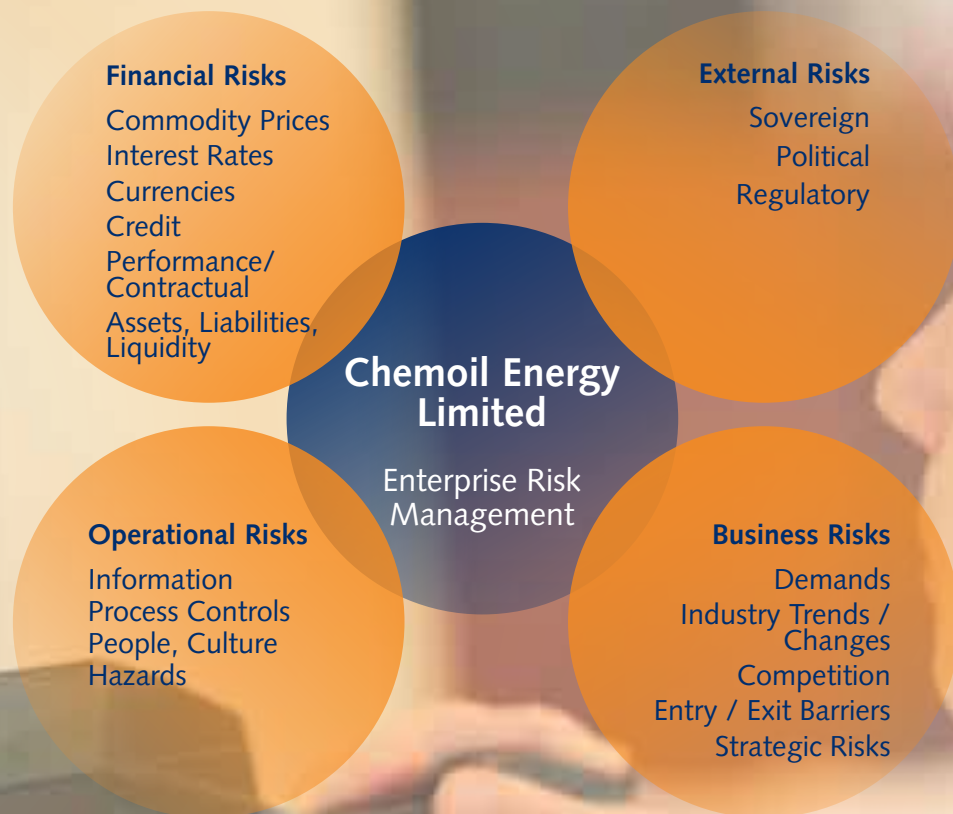 Financial Risks
Commodity Prices
Interest Rates
Currencies
Credit
Performance/
Contractual
Assets, Liabilities,
Liquidity
External Risks
Sovereign
Political
Regulatory
Chemoil Energy
Limited
Enterprise Risk
Management
Operational Risks
Information
Process Controls
People, Culture
Hazards
Business Risks
Demands
Industry Trends /
Changes
Competition
Entry / Exit Barriers
Strategic Risks